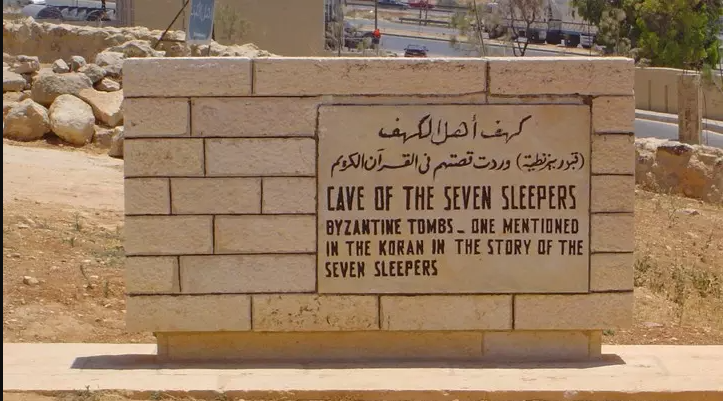 كهف أهل الكهف
(قبور بيزنطية) وردت قصتهم في القرآن الكريم
CAVE OF THE SEVEN SLEEPERS
BYZANTINE TOMBS - ONE MENTIONED
IN THE KORAN IN THE STORY OF THE
SEVEN SLEEPERS